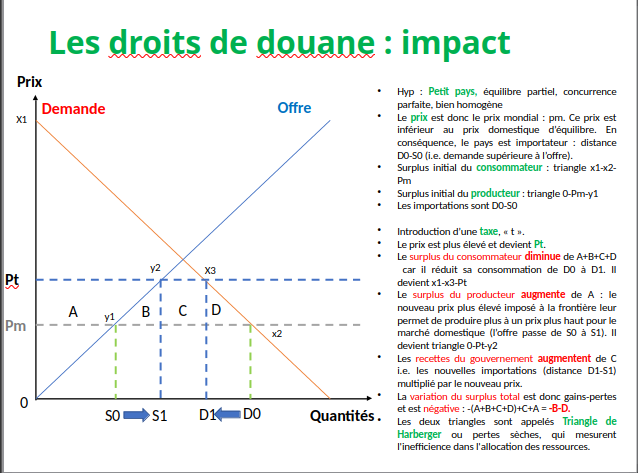 Les droits de douane : impact
Prix
X1
Demande
Offre
y2
X3
Pt
A
y1
B
C
D
Pm
x2
0
S0
S1
D1
D0
Quantités
• Hyp : Petit pays, équilibre partiel, concurrence
parfaite, bien homogène
• Le prix est donc le prix mondial : pm. Ce prix est
inférieur au prix domestique d'équilibre. En
conséquence, le pays est importateur : distance
D0-S0 (i.e. demande supérieure à l'offre).
• Surplus initial du consommateur : triangle x1-x2-
Pm
• Surplus initial du producteur : triangle 0-Pm-y1
• Les importations sont D0-S0
• Introduction d'une taxe, « t ».
• Le prix est plus élevé et devient Pt.
• Le surplus du consommateur diminue de A+B+C+D
car il réduit sa consommation de D0 à D1. Il
devient x1-x3-Pt
• Le surplus du producteur augmente de A : le
nouveau prix plus élevé imposé à la frontière leur
permet de produire plus à un prix plus haut pour le
marché domestique (l'offre passe de S0 à S1). Il
devient triangle 0-Pt-y2
• Les recettes du gouvernement augmentent de C
i.e. les nouvelles importations (distance D1-S1)
multiplié par le nouveau prix.
• La variation du surplus total est donc gains-pertes
et est négative : -(A+B+C+D)+C+A = -B-D.
• Les deux triangles sont appelés Triangle de
Harberger ou pertes sèches, qui mesurent
l'inefficience dans l'allocation des ressources.